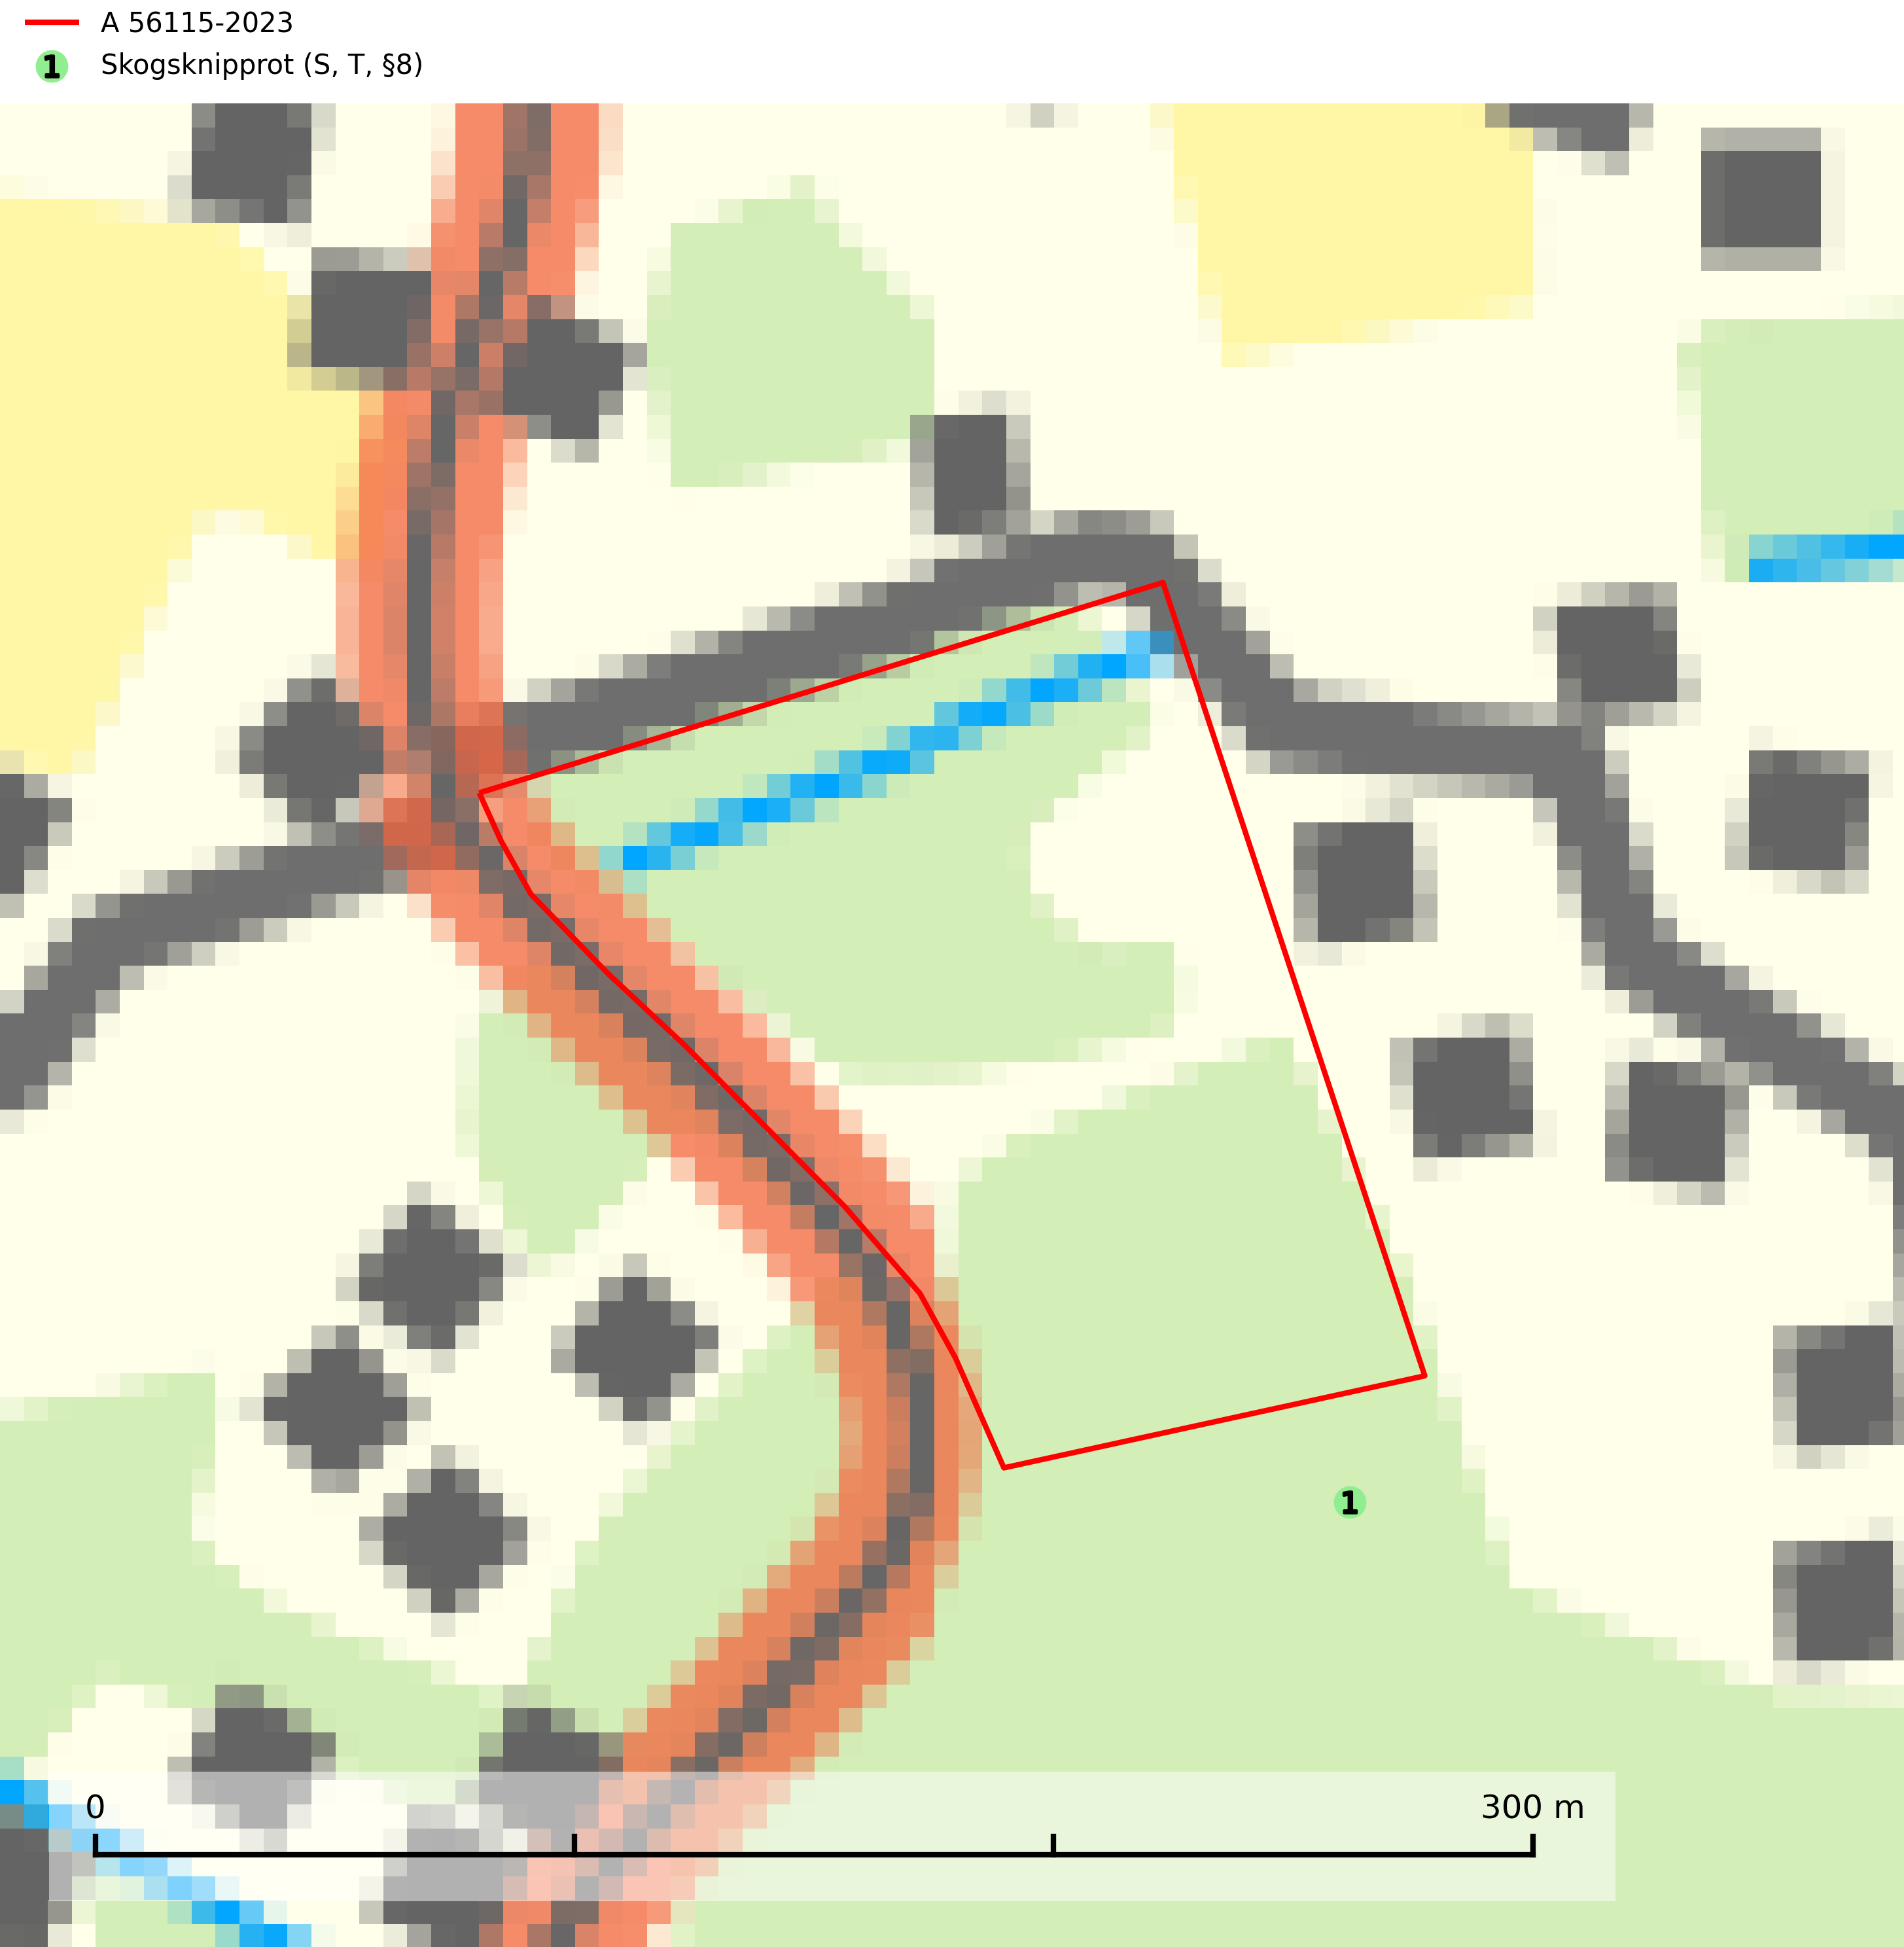 A 56115-2023
1 Skogsknipprot (S, T, §8)
1
0 300 m